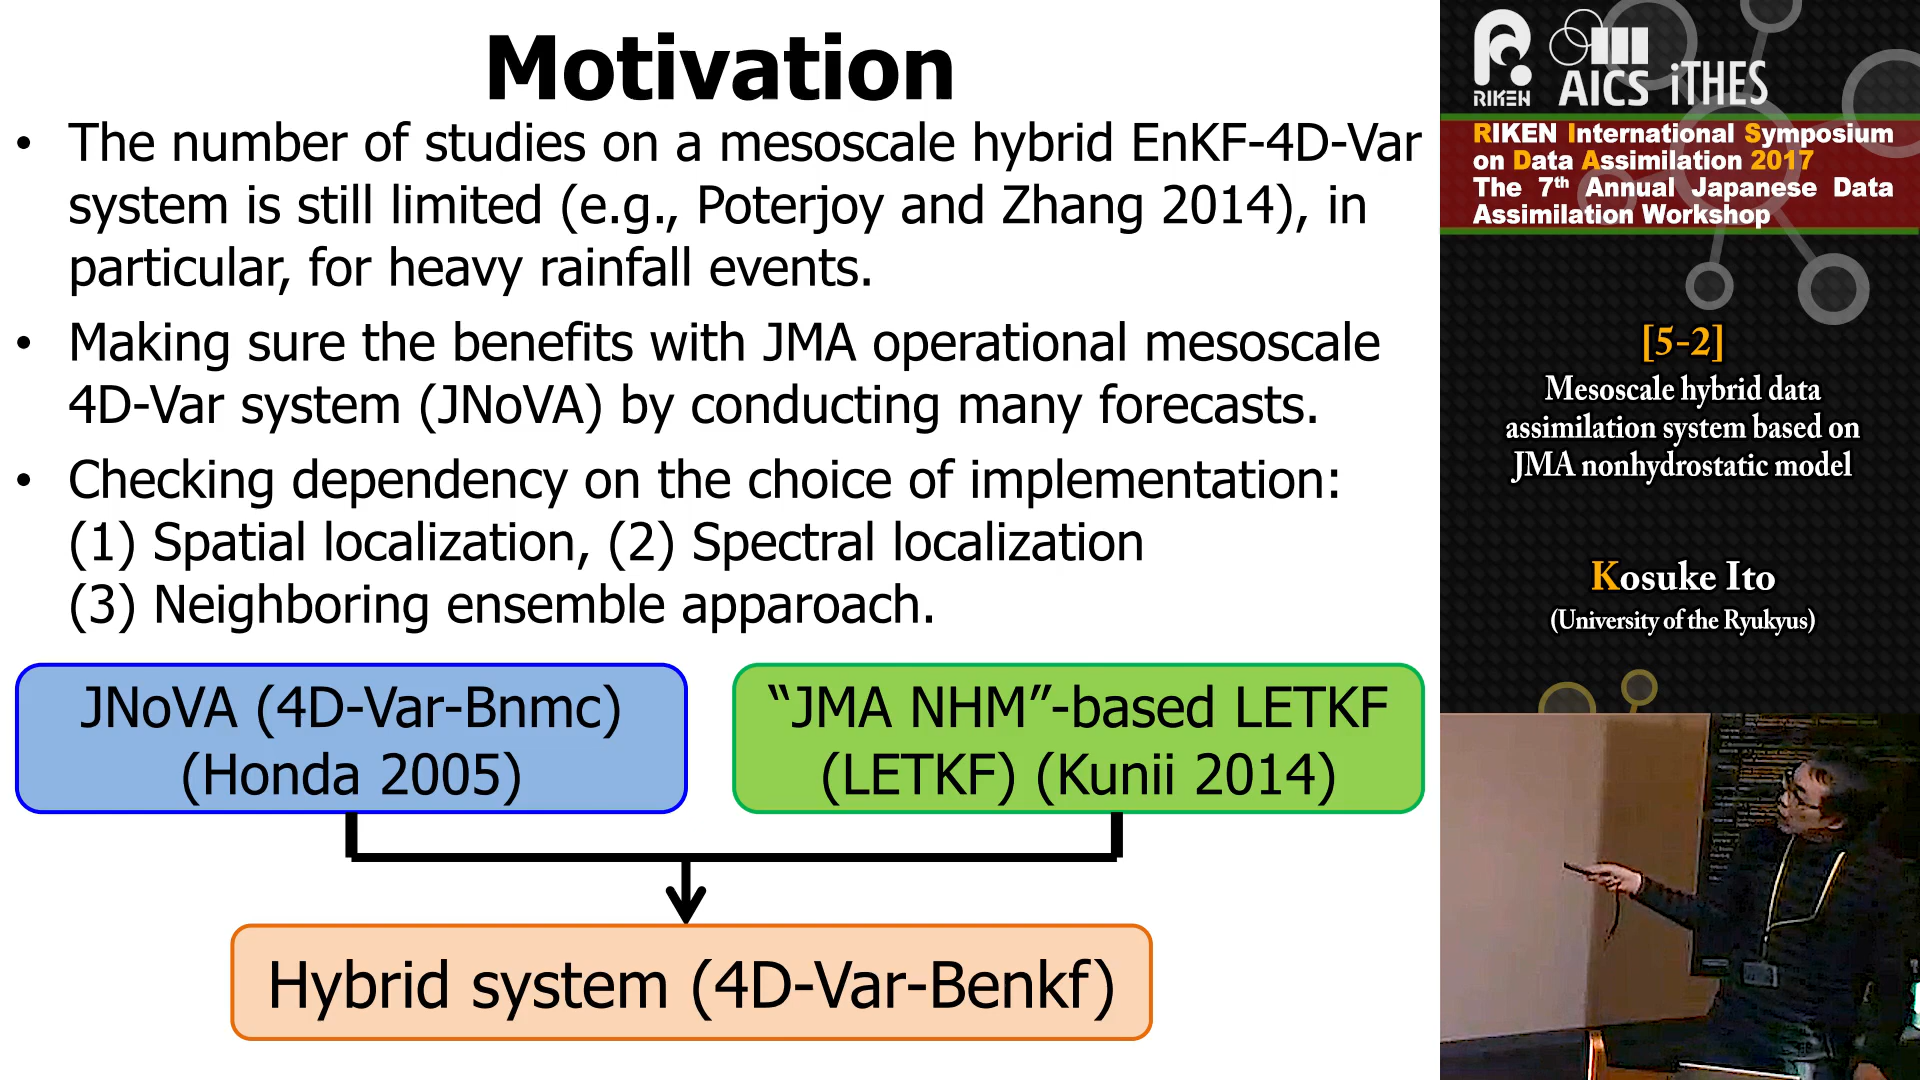 Motivation
• The number of studies on a mesoscale hybrid EnKF-4D-Var
system is still limited (e.g., Poterjoy and Zhang 2014), in
particular, for heavy rainfall events.
• Making sure the benefits with JMA operational mesoscale
4D-Var system (JNoVA) by conducting many forecasts.
• Checking dependency on the choice of implementation:
(1) Spatial localization, (2) Spectral localization
(3) Neighboring ensemble apparoach.
JNoVA (4D-Var-Bnmc)
(Honda 2005)
“JMA NHM”-based LETKF
(LETKF) (Kunii 2014)
Hybrid system (4D-Var-Benkf)
RIKEN
AICS
iTHES
RIKEN International Symposium
on Data Assimilation 2017
The 7th Annual Japanese Data
Assimilation Workshop
[5-2]
Mesoscale hybrid data
assimilation system based on
JMA nonhydrostatic model
Kosuke Ito
(University of the Ryukyus)